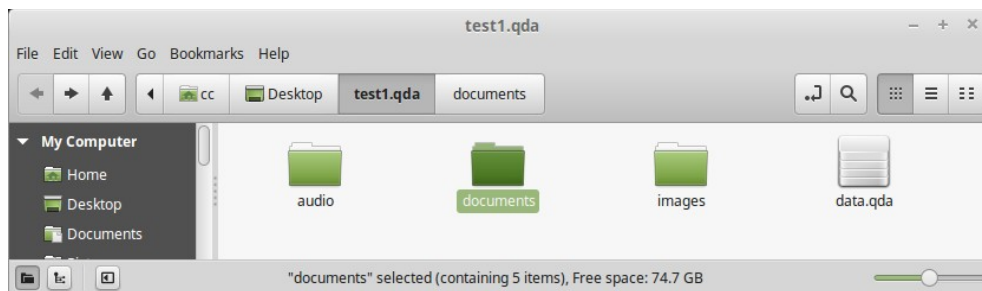 test1.qda
File Edit View Go Bookmarks Help
cc Desktop test1.qda documents
My Computer
Home
Desktop
Documents
audio documents images data.qda
"documents" selected (containing 5 items), Free space: 74.7 GB